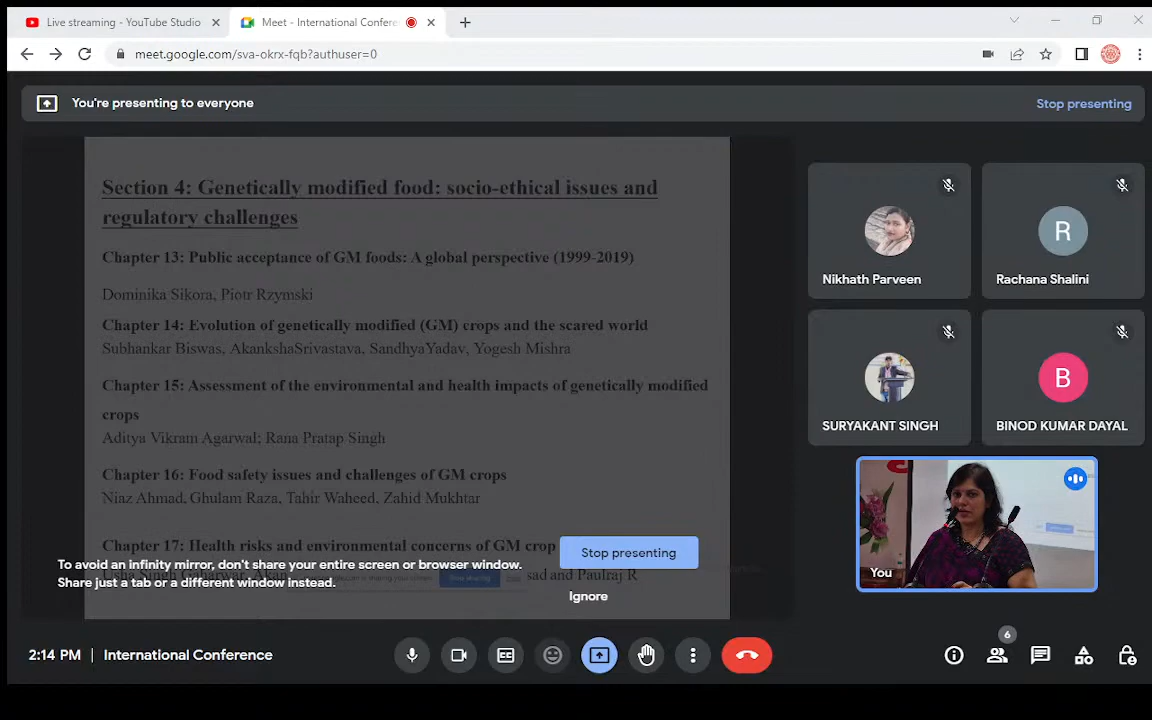 Live streaming - YouTube Studio
Meet - International Confere
meet.google.com/sva-okrx-fqb?authuser=0
You're presenting to everyone
Stop presenting
Section 4: Genetically modified food: socio-ethical issues and
regulatory challenges
Chapter 13: Public acceptance of GM foods: A global perspective (1999-2019)
Dominika Sikora, Piotr Rzymski
Chapter 14: Evolution of genetically modified (GM) crops and the scared world
Subhankar Biswas, AkankshaSrivastava, SandhyaYadav, Yogesh Mishra
Chapter 15: Assessment of the environmental and health impacts of genetically modified
crops
Aditya Vikram Agarwal; Rana Pratap Singh
Chapter 16: Food safety issues and challenges of GM crops
Niaz Ahmad, Ghulam Raza, Tahir Waheed, Zahid Mukhtar
Chapter 17: Health risks and environmental concerns of GM crop
Usha Singh Gaharwar, Akan sad and Paulraj R
To avoid an infinity mirror, don't share your entire screen or browser window.
Share just a tab or a different window instead.
Stop presenting
Ignore
Nikhath Parveen
R
Rachana Shalini
SURYAKANT SINGH
B
BINOD KUMAR DAYAL
You
2:14 PM | International Conference
6